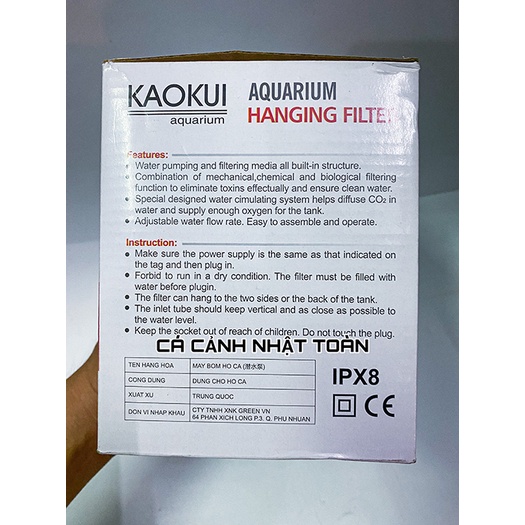 KAOKUI
aquarium
AQUARIUM
HANGING FILTER
Features:
• Water pumping and filtering media all built-in structure.
• Combination of mechanical,chemical and biological filtering
function to eliminate toxins effectually and ensure clean water.
• Special designed water circulating system helps diffuse CO₂ in
water and supply enough oxygen for the tank.
• Adjustable water flow rate. Easy to assemble and operate.
Instruction:
• Make sure the power supply is the same as that indicated on
the tag and then plug in.
• Forbid to run in a dry condition. The filter must be filled with
water before plugin.
• The filter can hang to the two sides or the back of the tank.
• The inlet tube should keep vertical and as close as possible to
the water level.
• Keep the socket out of reach of children. Do not touch the plug.
CÁ CẢNH NHẬT TOÀN
TEN HANG HOA MAY BOM HO CA (潜水泵)
CONG DUNG DUNG CHO HO CA
XUAT XU TRUNG QUOC
DON VI NHAP KHAU CTY TNHH XNK GREEN VN
64 PHAN XICH LONG P.3. Q. PHU NHUAN
IPX8
CE